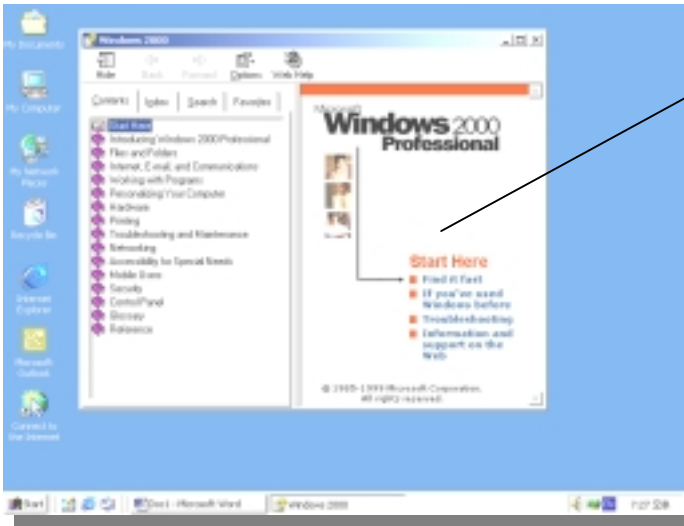 My Documents
My Computer
My Network
Places
Recycle Bin
Internet
Explorer
Microsoft
Outlook
Connect to
the Internet
Windows 2000
Hide
Back
Forward
Options
Web Help
Contents
Index
Search
Favorites
Start Here
Introducing Windows 2000 Professional
Files and Folders
Internet, E-mail, and Communications
Working with Programs
Personalizing Your Computer
Hardware
Printing
Troubleshooting and Maintenance
Networking
Accessibility for Special Needs
Mobile Users
Security
Control Panel
Glossary
Reference
Microsoft
Windows 2000
Professional
Start Here
Find it fast
If you've used
Windows before
Troubleshooting
Information and
support on the
Web
© 1985-1999 Microsoft Corporation.
All rights reserved.
Start
Doc1 - Microsoft Word
Windows 2000
7:27